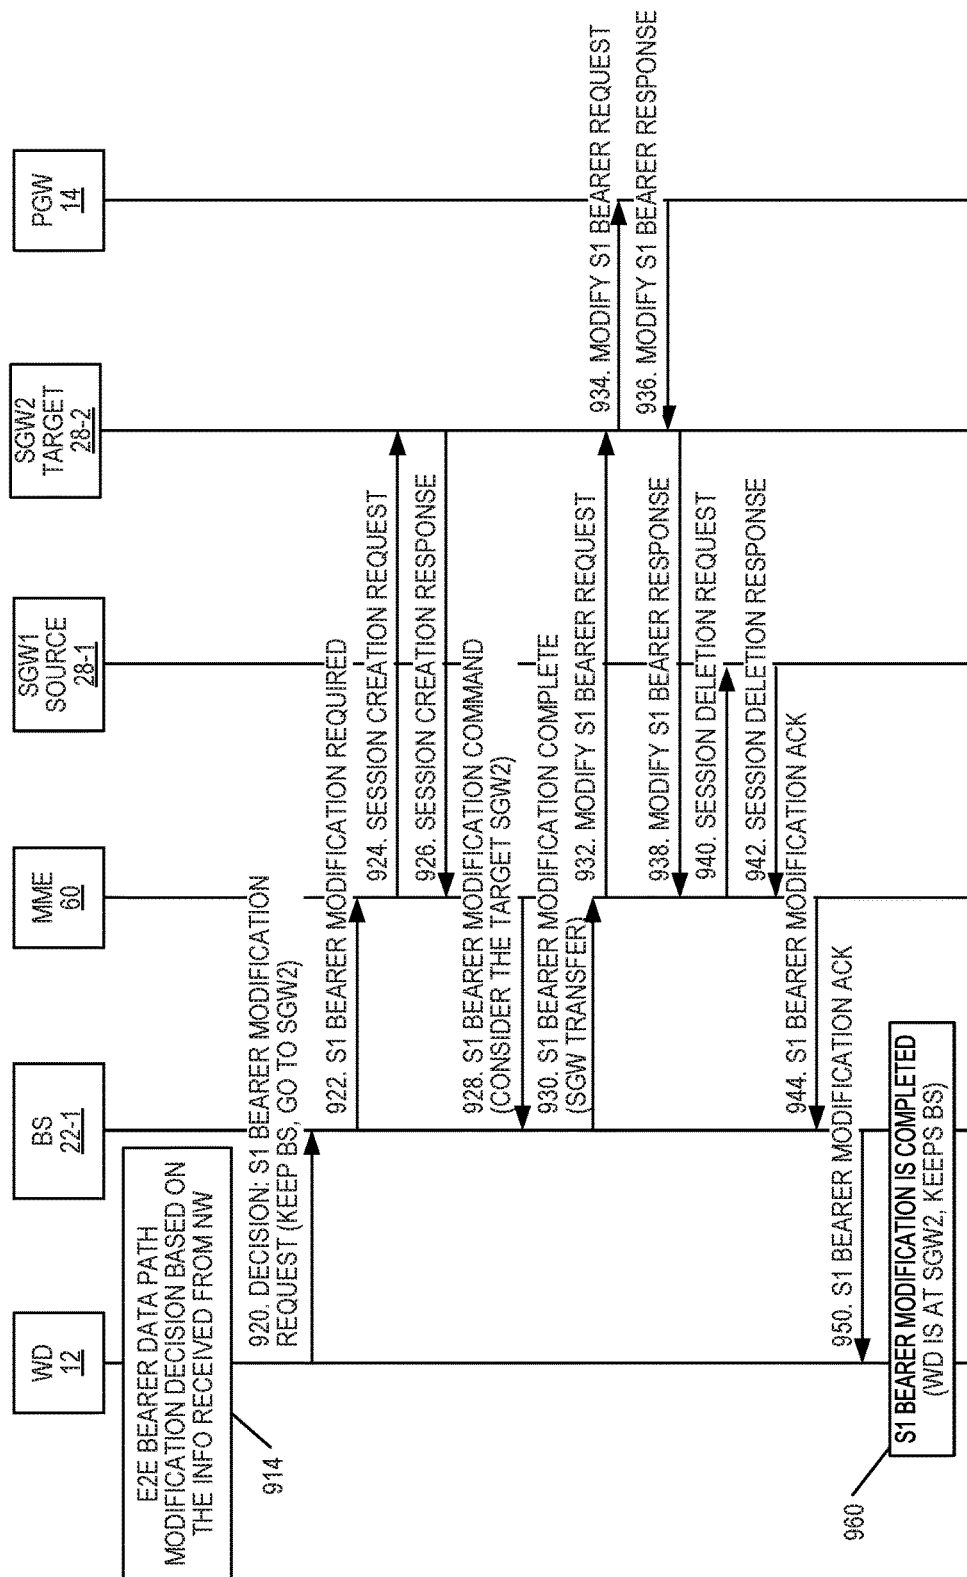 WD
12
BS
22-1
MME
60
SGW1
SOURCE
28-1
SGW2
TARGET
28-2
PGW
14
E2E BEARER DATA PATH
MODIFICATION DECISION BASED ON
THE INFO RECEIVED FROM NW
914
920. DECISION: S1 BEARER MODIFICATION
REQUEST (KEEP BS, GO TO SGW2)
922. S1 BEARER MODIFICATION REQUIRED
924. SESSION CREATION REQUEST
926. SESSION CREATION RESPONSE
928. S1 BEARER MODIFICATION COMMAND
(CONSIDER THE TARGET SGW2)
930. S1 BEARER MODIFICATION COMPLETE
(SGW TRANSFER)
932. MODIFY S1 BEARER REQUEST
934. MODIFY S1 BEARER REQUEST
936. MODIFY S1 BEARER RESPONSE
938. MODIFY S1 BEARER RESPONSE
940. SESSION DELETION REQUEST
942. SESSION DELETION RESPONSE
944. S1 BEARER MODIFICATION ACK
950. S1 BEARER MODIFICATION ACK
S1 BEARER MODIFICATION IS COMPLETED
(WD IS AT SGW2, KEEPS BS)
960